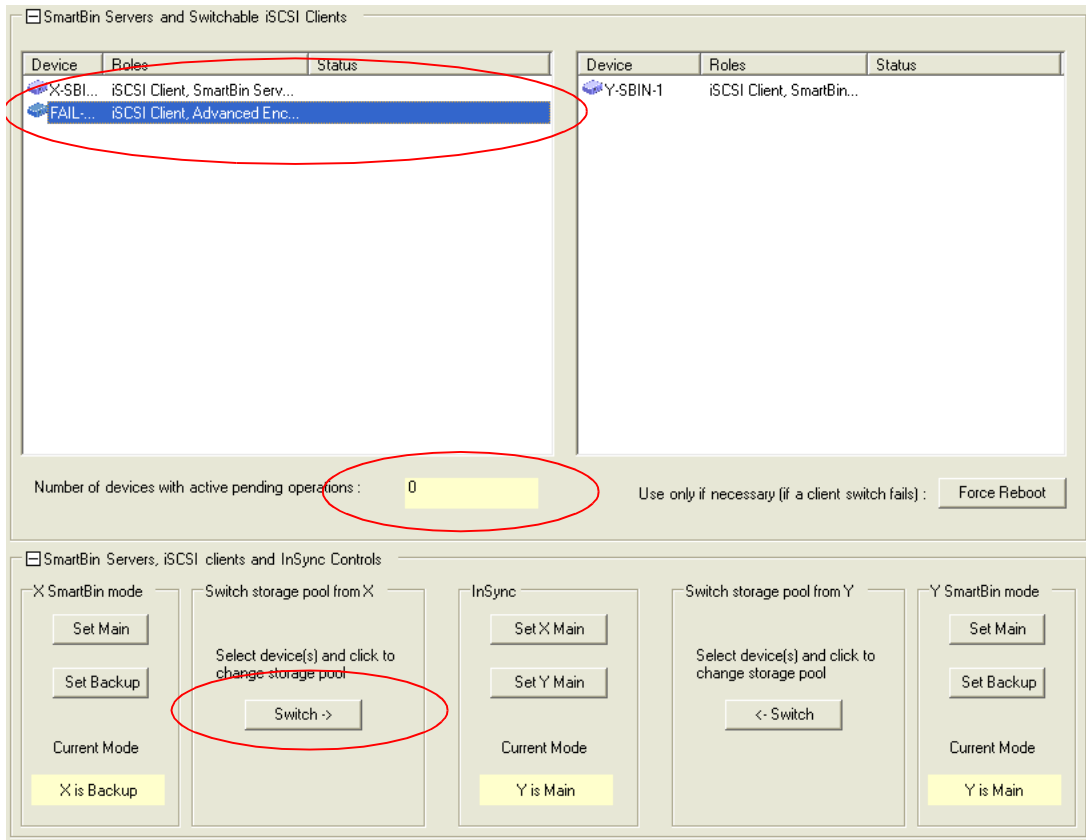 SmartBin Servers and Switchable iSCSI Clients
Device Roles Status
X-SBI... iSCSI Client, SmartBin Serv...
FAIL-... iSCSI Client, Advanced Enc...
Device Roles Status
Y-SBIN-1 iSCSI Client, SmartBin...
Number of devices with active pending operations : 0
Use only if necessary (if a client switch fails) : Force Reboot
SmartBin Servers, iSCSI clients and InSync Controls
X SmartBin mode
Set Main
Set Backup
Current Mode
X is Backup
Switch storage pool from X
Select device(s) and click to
change storage pool
Switch ->
InSync
Set X Main
Set Y Main
Current Mode
Y is Main
Switch storage pool from Y
Select device(s) and click to
change storage pool
<- Switch
Y SmartBin mode
Set Main
Set Backup
Current Mode
Y is Main